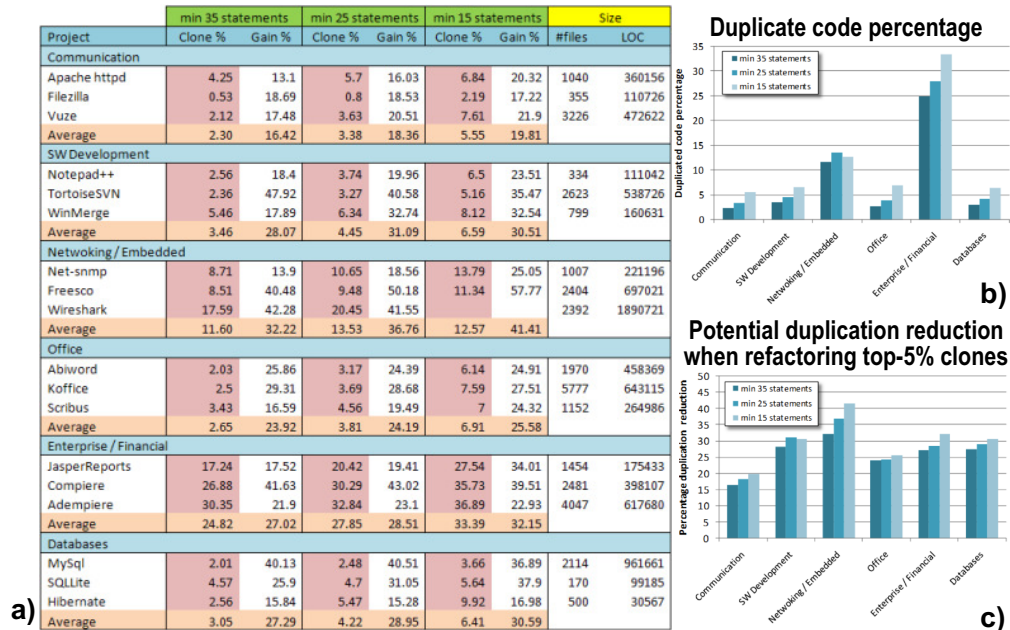 min 35 statements min 25 statements min 15 statements Size
Project Clone % Gain % Clone % Gain % Clone % Gain % #files LOC
Communication
Apache httpd 4.25 13.1 5.7 16.03 6.84 20.32 1040 360156
Filezilla 0.53 18.69 0.8 18.53 2.19 17.22 355 110726
Vuze 2.12 17.48 3.63 20.51 7.61 21.9 3226 472622
Average 2.30 16.42 3.38 18.36 5.55 19.81
SW Development
Notepad++ 2.56 18.4 3.74 19.96 6.5 23.51 334 111042
TortoiseSVN 2.36 47.92 3.27 40.58 5.16 35.47 2623 538726
WinMerge 5.46 17.89 6.34 32.74 8.12 32.54 799 160631
Average 3.46 28.07 4.45 31.09 6.59 30.51
Netwoking / Embedded
Net-snmp 8.71 13.9 10.65 18.56 13.79 25.05 1007 221196
Freesco 8.51 40.48 9.48 50.18 11.34 57.77 2404 697021
Wireshark 17.59 42.28 20.45 41.55 2392 1890721
Average 11.60 32.22 13.53 36.76 12.57 41.41
Office
Abiword 2.03 25.86 3.17 24.39 6.14 24.91 1970 458369
Koffice 2.5 29.31 3.69 28.68 7.59 27.51 5777 643115
Scribus 3.43 16.59 4.56 19.49 7 24.32 1152 264986
Average 2.65 23.92 3.81 24.19 6.91 25.58
Enterprise / Financial
JasperReports 17.24 17.52 20.42 19.41 27.54 34.01 1454 175433
Compiere 26.88 41.63 30.29 43.02 35.73 39.51 2481 398107
Adempiere 30.35 21.9 32.84 23.1 36.89 22.93 4047 617680
Average 24.82 27.02 27.85 28.51 33.39 32.15
Databases
MySql 2.01 40.13 2.48 40.51 3.66 36.89 2114 961661
SQLLite 4.57 25.9 4.7 31.05 5.64 37.9 170 99185
Hibernate 2.56 15.84 5.47 15.28 9.92 16.98 500 30567
Average 3.05 27.29 4.22 28.95 6.41 30.59
a)
Duplicate code percentage
Duplicated code percentage
35
30
25
20
15
10
5
0
min 35 statements
min 25 statements
min 15 statements
Communication
SW Development
Netwoking / Embedded
Office
Enterprise / Financial
Databases
b)
Potential duplication reduction
when refactoring top-5% clones
Percentage duplication reduction
50
45
40
35
30
25
20
15
10
5
0
min 35 statements
min 25 statements
min 15 statements
Communication
SW Development
Netwoking / Embedded
Office
Enterprise / Financial
Databases
c)